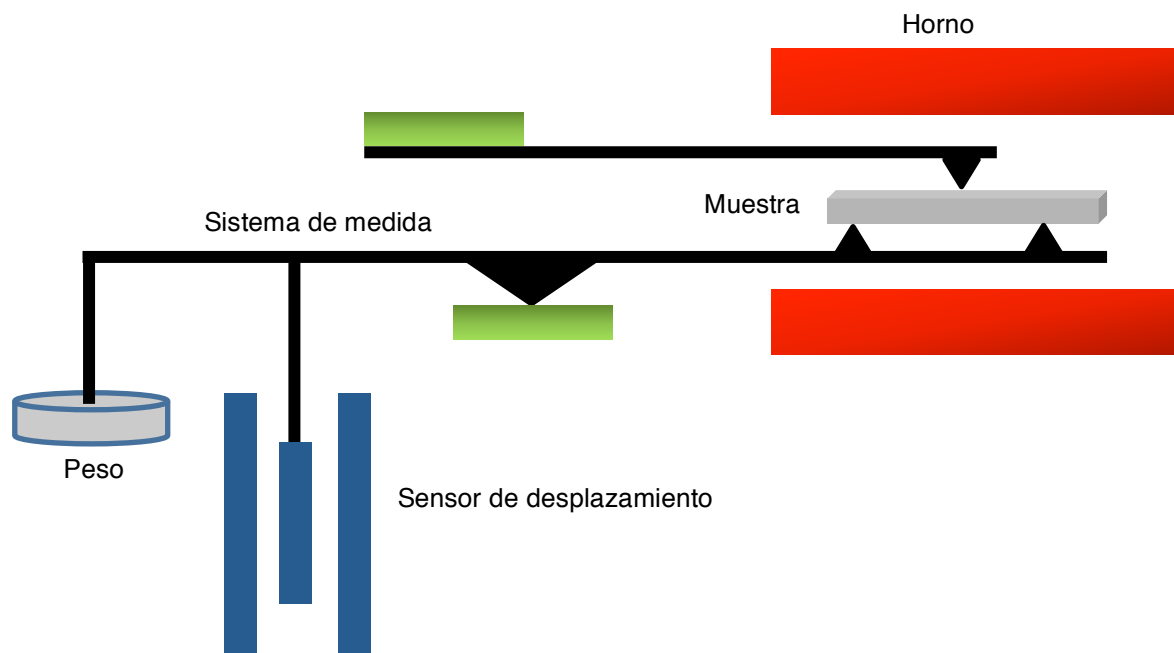 Horno
Muestra
Sistema de medida
Peso
Sensor de desplazamiento